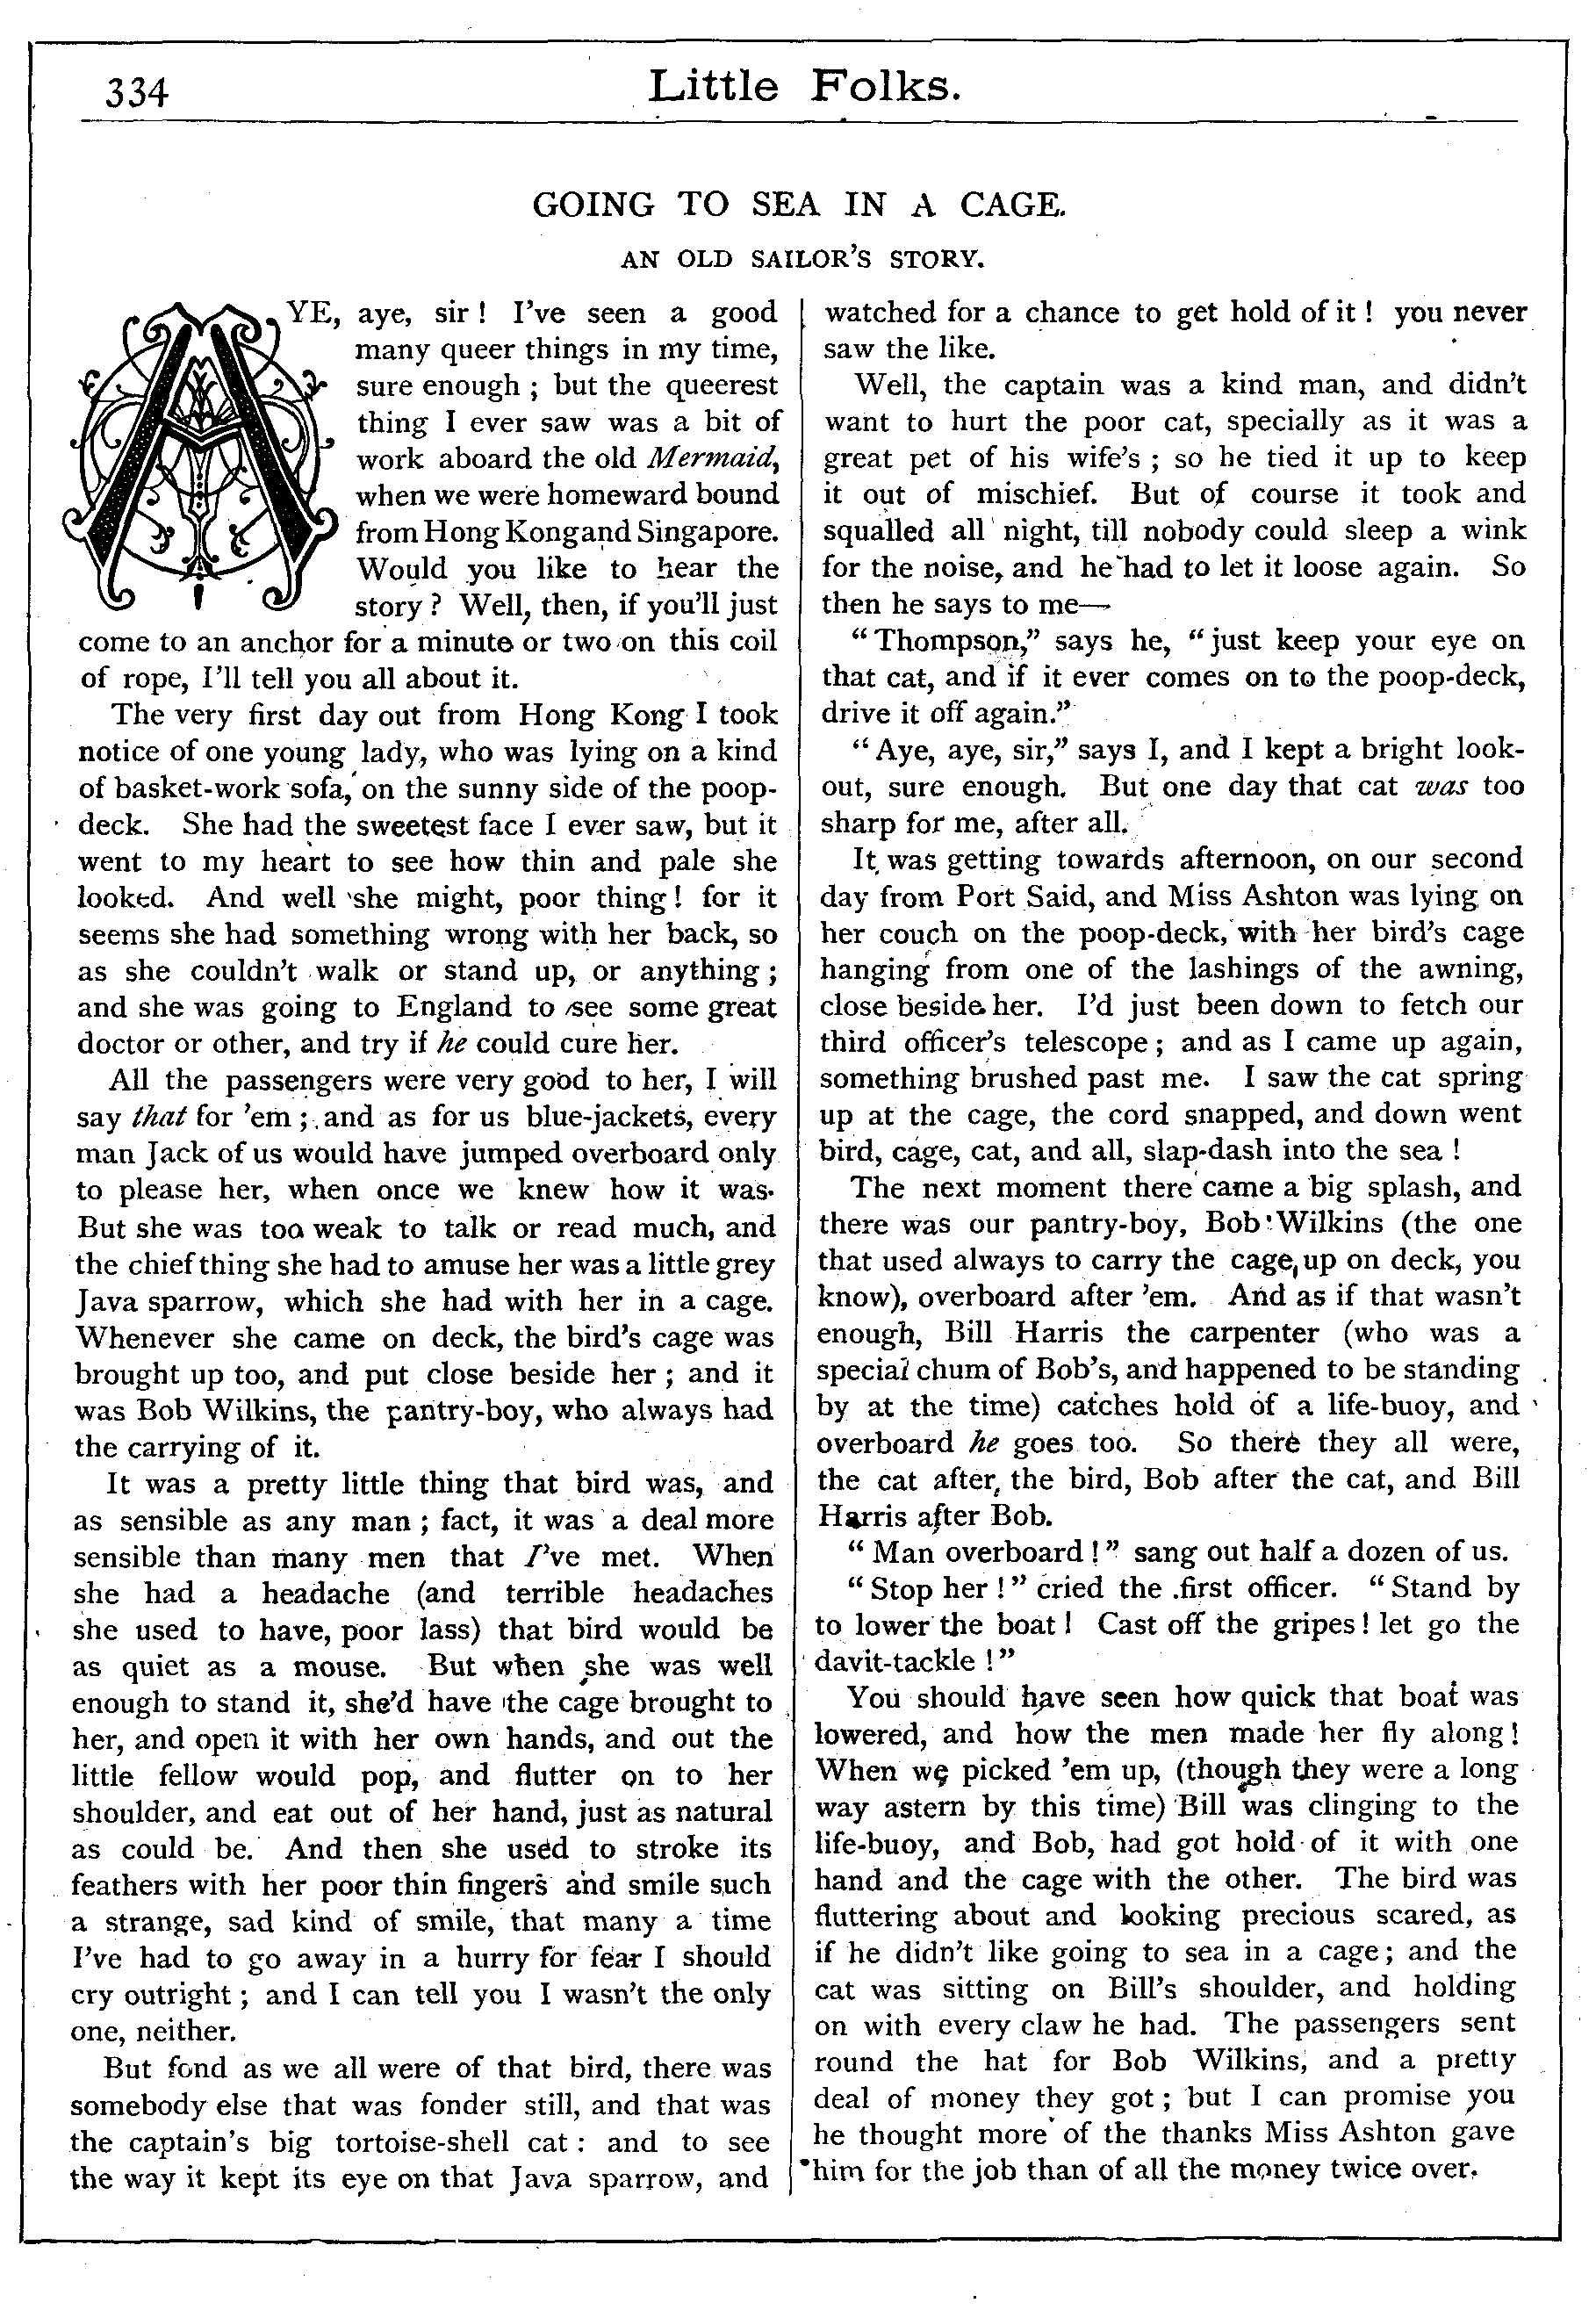 334
Little Folks.
GOING TO SEA IN A CAGE.
AN OLD SAILOR'S STORY.
AYE, aye, sir! I've seen a good
many queer things in my time,
sure enough; but the queerest
thing I ever saw was a bit of
work aboard the old Mermaid,
when we were homeward bound
from Hong Kong and Singapore.
Would you like to hear the
story? Well, then, if you'll just
come to an anchor for a minute or two on this coil
of rope, I'll tell you all about it.
The very first day out from Hong Kong I took
notice of one young lady, who was lying on a kind
of basket-work sofa, on the sunny side of the poop-
deck. She had the sweetest face I ever saw, but it
went to my heart to see how thin and pale she
looked. And well she might, poor thing! for it
seems she had something wrong with her back, so
as she couldn't walk or stand up, or anything;
and she was going to England to see some great
doctor or other, and try if he could cure her.
All the passengers were very good to her, I will
say that for 'em; and as for us blue-jackets, every
man Jack of us would have jumped overboard only
to please her, when once we knew how it was.
But she was too weak to talk or read much, and
the chief thing she had to amuse her was a little grey
Java sparrow, which she had with her in a cage.
Whenever she came on deck, the bird's cage was
brought up too, and put close beside her; and it
was Bob Wilkins, the pantry-boy, who always had
the carrying of it.
It was a pretty little thing that bird was, and
as sensible as any man; fact, it was a deal more
sensible than many men that I've met. When
she had a headache (and terrible headaches
she used to have, poor lass) that bird would be
as quiet as a mouse. But when she was well
enough to stand it, she'd have the cage brought to
her, and open it with her own hands, and out the
little fellow would pop, and flutter on to her
shoulder, and eat out of her hand, just as natural
as could be. And then she used to stroke its
feathers with her poor thin fingers and smile such
a strange, sad kind of smile, that many a time
I've had to go away in a hurry for fear I should
cry outright; and I can tell you I wasn't the only
one, neither.
But fond as we all were of that bird, there was
somebody else that was fonder still, and that was
the captain's big tortoise-shell cat: and to see
the way it kept its eye on that Java sparrow, and
watched for a chance to get hold of it! you never
saw the like.
Well, the captain was a kind man, and didn't
want to hurt the poor cat, specially as it was a
great pet of his wife's; so he tied it up to keep
it out of mischief. But of course it took and
squalled all night, till nobody could sleep a wink
for the noise, and he had to let it loose again. So
then he says to me—
"Thompson," says he, "just keep your eye on
that cat, and if it ever comes on to the poop-deck,
drive it off again."
"Aye, aye, sir," says I, and I kept a bright look-
out, sure enough. But one day that cat was too
sharp for me, after all.
It was getting towards afternoon, on our second
day from Port Said, and Miss Ashton was lying on
her couch on the poop-deck, with her bird's cage
hanging from one of the lashings of the awning,
close beside her. I'd just been down to fetch our
third officer's telescope; and as I came up again,
something brushed past me. I saw the cat spring
up at the cage, the cord snapped, and down went
bird, cage, cat, and all, slap-dash into the sea!
The next moment there came a big splash, and
there was our pantry-boy, Bob Wilkins (the one
that used always to carry the cage up on deck, you
know), overboard after 'em. And as if that wasn't
enough, Bill Harris the carpenter (who was a
special chum of Bob's, and happened to be standing
by at the time) catches hold of a life-buoy, and
overboard he goes too. So there they all were,
the cat after the bird, Bob after the cat, and Bill
Harris after Bob.
"Man overboard!" sang out half a dozen of us.
"Stop her!" cried the first officer. "Stand by
to lower the boat! Cast off the gripes! let go the
davit-tackle!"
You should have seen how quick that boat was
lowered, and how the men made her fly along!
When we picked 'em up, (though they were a long
way astern by this time) Bill was clinging to the
life-buoy, and Bob, had got hold of it with one
hand and the cage with the other. The bird was
fluttering about and looking precious scared, as
if he didn't like going to sea in a cage; and the
cat was sitting on Bill's shoulder, and holding
on with every claw he had. The passengers sent
round the hat for Bob Wilkins, and a pretty
deal of money they got; but I can promise you
he thought more of the thanks Miss Ashton gave
him for the job than of all the money twice over.